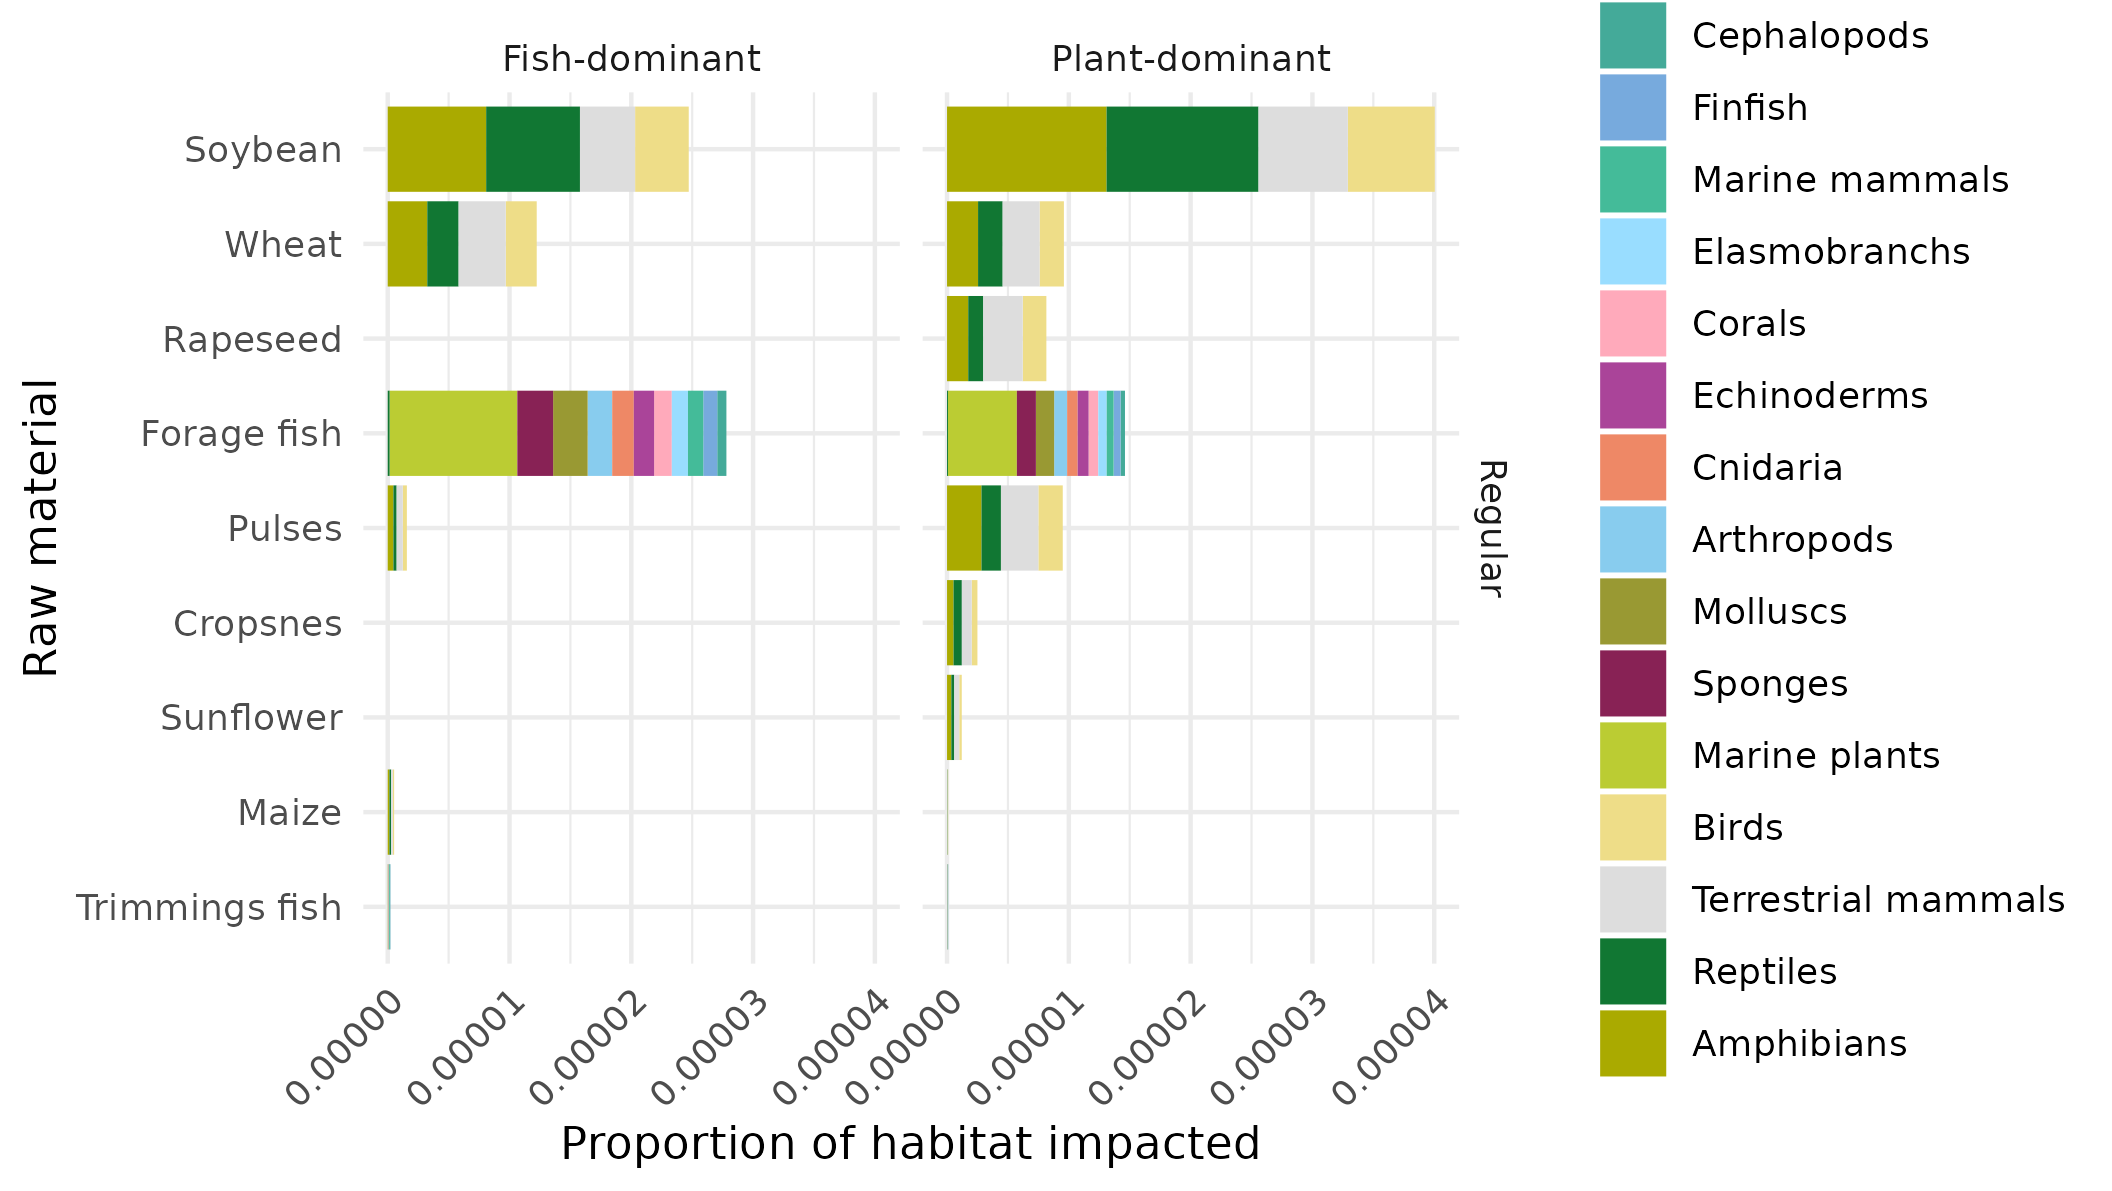 Fish-dominant
Plant-dominant
Soybean
Wheat
Rapeseed
Forage fish
Pulses
Cropsnes
Sunflower
Maize
Trimmings fish
Raw material
Regular
0.00000
0.00001
0.00002
0.00003
0.00004
0.00000
0.00001
0.00002
0.00003
0.00004
Proportion of habitat impacted
Cephalopods
Finfish
Marine mammals
Elasmobranchs
Corals
Echinoderms
Cnidaria
Arthropods
Molluscs
Sponges
Marine plants
Birds
Terrestrial mammals
Reptiles
Amphibians